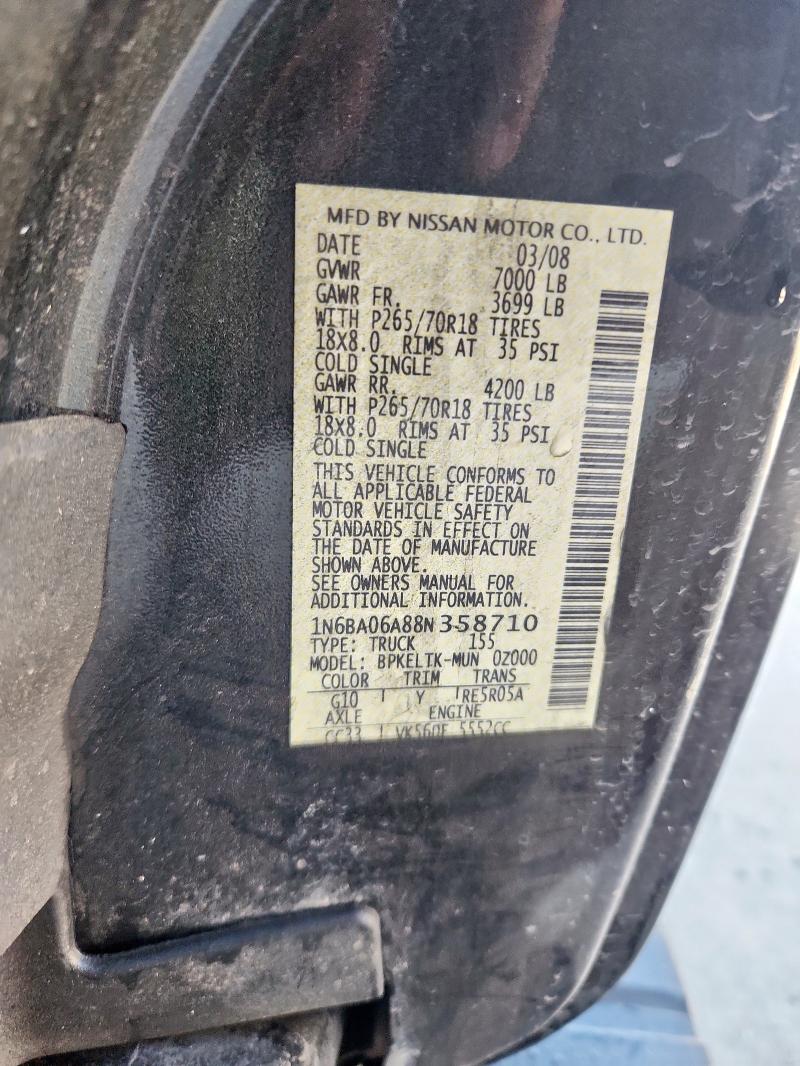 MFD BY NISSAN MOTOR CO., LTD.
DATE 03/08
GVWR 7000 LB
GAWR FR. 3699 LB
WITH P265/70R18 TIRES
18X8.0 RIMS AT 35 PSI
COLD SINGLE
GAWR RR. 4200 LB
WITH P265/70R18 TIRES
18X8.0 RIMS AT 35 PSI
COLD SINGLE
THIS VEHICLE CONFORMS TO
ALL APPLICABLE FEDERAL
MOTOR VEHICLE SAFETY
STANDARDS IN EFFECT ON
THE DATE OF MANUFACTURE
SHOWN ABOVE.
SEE OWNERS MANUAL FOR
ADDITIONAL INFORMATION.
1N6BA06A88N358710
TYPE: TRUCK 155
MODEL: BPKELTK-MUN 0Z000
COLOR TRIM TRANS
G10 Y RE5R05A
AXLE ENGINE
CC33 VK56DE 5552CC